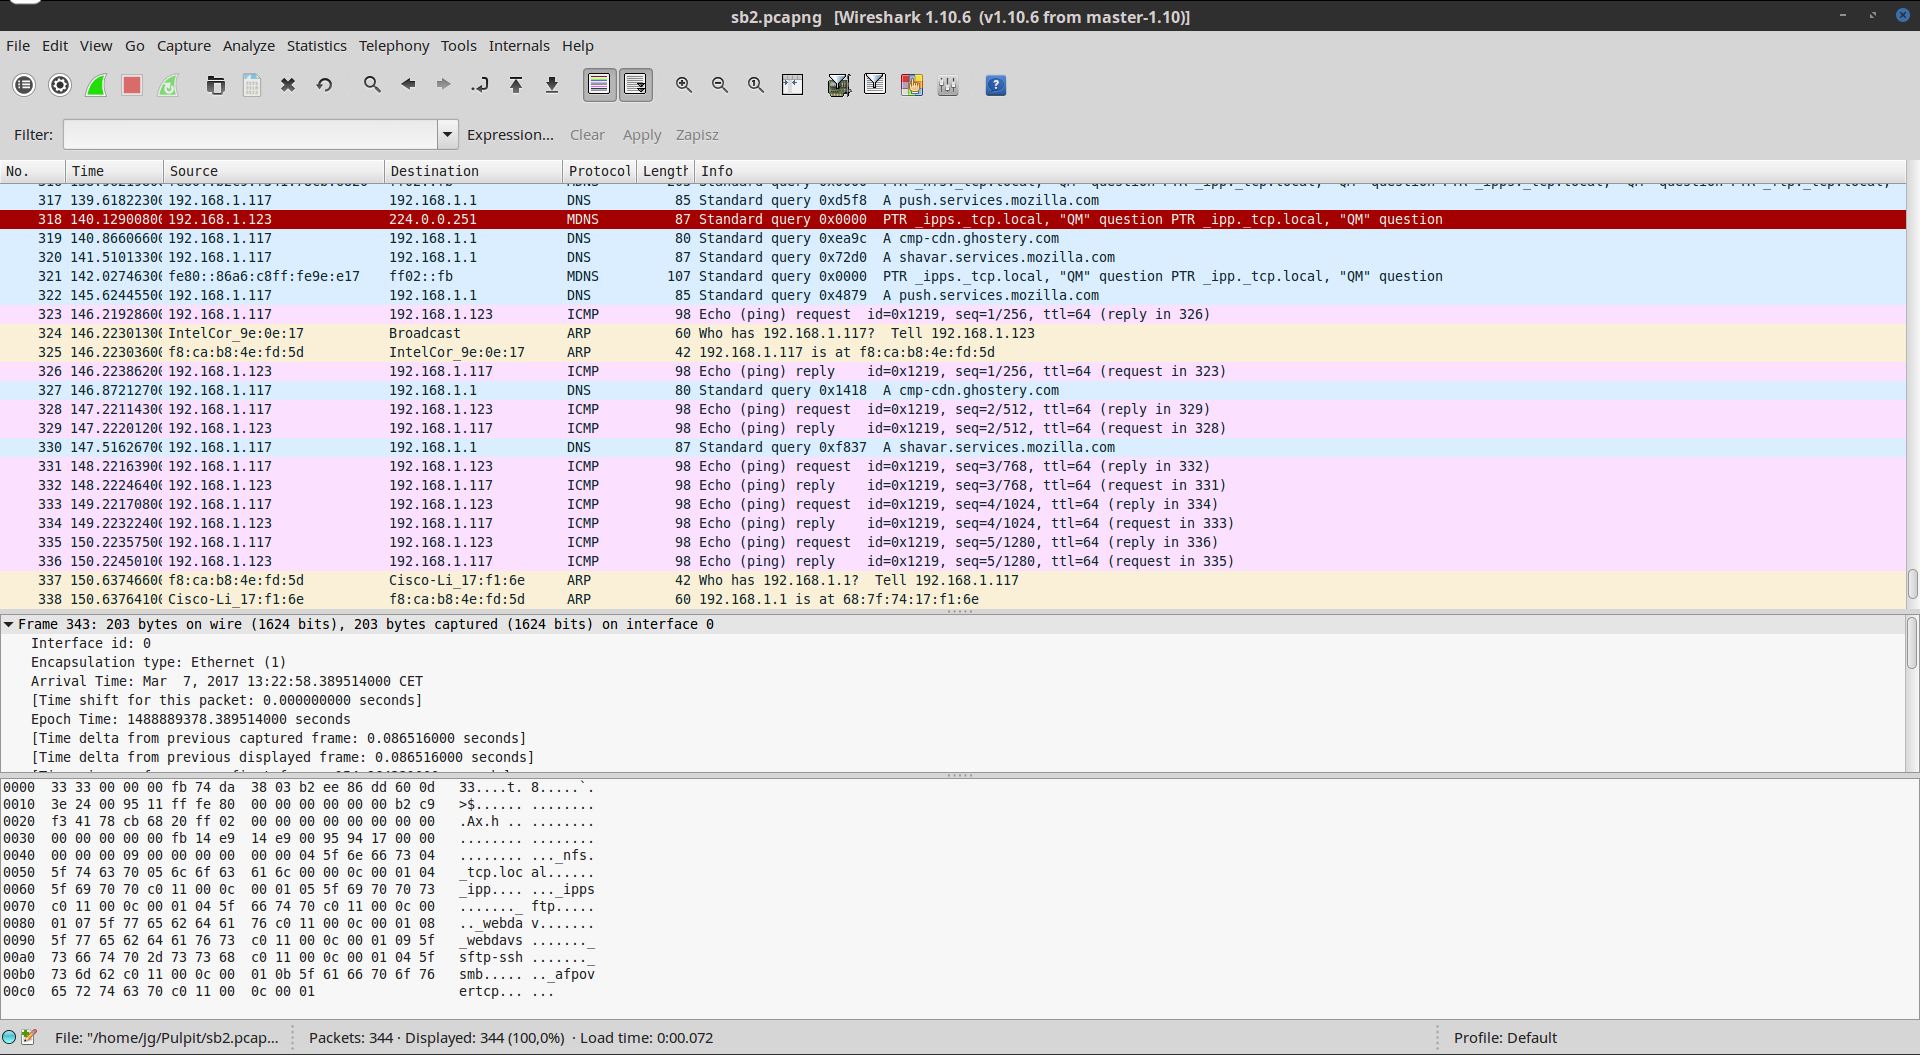 sb2.pcapng [Wireshark 1.10.6 (v1.10.6 from master-1.10)]
File Edit View Go Capture Analyze Statistics Telephony Tools Internals Help
Filter: Expression... Clear Apply Zapisz
No. Time Source Destination Protocol Length Info
317 139.61822300 192.168.1.117 192.168.1.1 DNS 85 Standard query 0xd5f8 A push.services.mozilla.com
318 140.12900800 192.168.1.123 224.0.0.251 MDNS 87 Standard query 0x0000 PTR _ipps._tcp.local, "QM" question PTR _ipp._tcp.local, "QM" question
319 140.86606600 192.168.1.117 192.168.1.1 DNS 80 Standard query 0xea9c A cmp-cdn.ghostery.com
320 141.51013300 192.168.1.117 192.168.1.1 DNS 87 Standard query 0x72d0 A shavar.services.mozilla.com
321 142.02746300 fe80::86a6:c8ff:fe9e:e17 ff02::fb MDNS 107 Standard query 0x0000 PTR _ipps._tcp.local, "QM" question PTR _ipp._tcp.local, "QM" question
322 145.62445500 192.168.1.117 192.168.1.1 DNS 85 Standard query 0x4879 A push.services.mozilla.com
323 146.21928600 192.168.1.117 192.168.1.123 ICMP 98 Echo (ping) request id=0x1219, seq=1/256, ttl=64 (reply in 326)
324 146.22301300 IntelCor_9e:0e:17 Broadcast ARP 60 Who has 192.168.1.117? Tell 192.168.1.123
325 146.22303600 f8:ca:b8:4e:fd:5d IntelCor_9e:0e:17 ARP 42 192.168.1.117 is at f8:ca:b8:4e:fd:5d
326 146.22386200 192.168.1.123 192.168.1.117 ICMP 98 Echo (ping) reply id=0x1219, seq=1/256, ttl=64 (request in 323)
327 146.87212700 192.168.1.117 192.168.1.1 DNS 80 Standard query 0x1418 A cmp-cdn.ghostery.com
328 147.22114300 192.168.1.117 192.168.1.123 ICMP 98 Echo (ping) request id=0x1219, seq=2/512, ttl=64 (reply in 329)
329 147.22201200 192.168.1.123 192.168.1.117 ICMP 98 Echo (ping) reply id=0x1219, seq=2/512, ttl=64 (request in 328)
330 147.51626700 192.168.1.117 192.168.1.1 DNS 87 Standard query 0xf837 A shavar.services.mozilla.com
331 148.22163900 192.168.1.117 192.168.1.123 ICMP 98 Echo (ping) request id=0x1219, seq=3/768, ttl=64 (reply in 332)
332 148.22246400 192.168.1.123 192.168.1.117 ICMP 98 Echo (ping) reply id=0x1219, seq=3/768, ttl=64 (request in 331)
333 149.22170800 192.168.1.117 192.168.1.123 ICMP 98 Echo (ping) request id=0x1219, seq=4/1024, ttl=64 (reply in 334)
334 149.22322400 192.168.1.123 192.168.1.117 ICMP 98 Echo (ping) reply id=0x1219, seq=4/1024, ttl=64 (request in 333)
335 150.22357500 192.168.1.117 192.168.1.123 ICMP 98 Echo (ping) request id=0x1219, seq=5/1280, ttl=64 (reply in 336)
336 150.22450100 192.168.1.123 192.168.1.117 ICMP 98 Echo (ping) reply id=0x1219, seq=5/1280, ttl=64 (request in 335)
337 150.63746600 f8:ca:b8:4e:fd:5d Cisco-Li_17:f1:6e ARP 42 Who has 192.168.1.1? Tell 192.168.1.117
338 150.63764100 Cisco-Li_17:f1:6e f8:ca:b8:4e:fd:5d ARP 60 192.168.1.1 is at 68:7f:74:17:f1:6e
Frame 343: 203 bytes on wire (1624 bits), 203 bytes captured (1624 bits) on interface 0
Interface id: 0
Encapsulation type: Ethernet (1)
Arrival Time: Mar 7, 2017 13:22:58.389514000 CET
[Time shift for this packet: 0.000000000 seconds]
Epoch Time: 1488889378.389514000 seconds
[Time delta from previous captured frame: 0.086516000 seconds]
[Time delta from previous displayed frame: 0.086516000 seconds]
0000 33 33 00 00 00 fb 74 da 38 03 b2 ee 86 dd 60 0d 33....t. 8.....`.
0010 3e 24 00 95 11 ff fe 80 00 00 00 00 00 00 b2 c9 >$...... ........
0020 f3 41 78 cb 68 20 ff 02 00 00 00 00 00 00 00 00 .Ax.h .. ........
0030 00 00 00 00 00 fb 14 e9 14 e9 00 95 94 17 00 00 ........ ........
0040 00 00 00 09 00 00 00 00 00 00 04 5f 6e 66 73 04 ........ ..._nfs.
0050 5f 74 63 70 05 6c 6f 63 61 6c 00 00 0c 00 01 04 _tcp.loc al......
0060 5f 69 70 70 c0 11 00 0c 00 01 05 5f 69 70 70 73 _ipp.... ..._ipps
0070 c0 11 00 0c 00 01 04 5f 66 74 70 c0 11 00 0c 00 ......._ ftp.....
0080 01 07 5f 77 65 62 64 61 76 c0 11 00 0c 00 01 08 .._webda v.......
0090 5f 77 65 62 64 61 76 73 c0 11 00 0c 00 01 09 5f _webdavs ......._
00a0 73 66 74 70 2d 73 73 68 c0 11 00 0c 00 01 04 5f sftp-ssh ......._
00b0 73 6d 62 c0 11 00 0c 00 01 0b 5f 61 66 70 6f 76 smb..... .._afpov
00c0 65 72 74 63 70 c0 11 00 0c 00 01 ertcp... ...
File: "/home/jg/Pulpit/sb2.pcap... Packets: 344 · Displayed: 344 (100,0%) · Load time: 0:00.072 Profile: Default